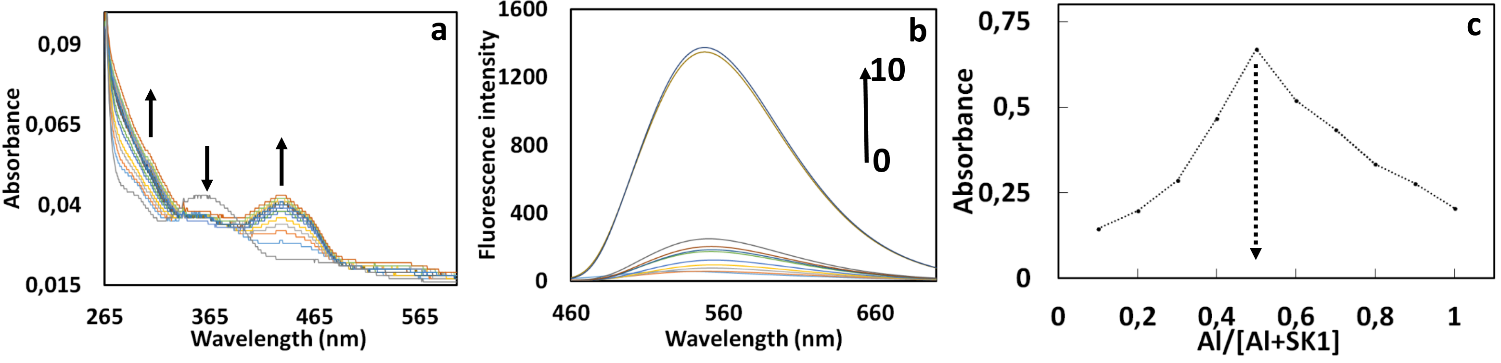 a
0,09
0,065
0,04
0,015
Absorbance
265 365 465 565
Wavelength (nm)
b
1600
1200
800
400
0
Fluorescence intensity
10
0
460 560 660
Wavelength (nm)
c
0,75
0,5
0,25
0
Absorbance
0 0,2 0,4 0,6 0,8 1
Al/[Al+SK1]